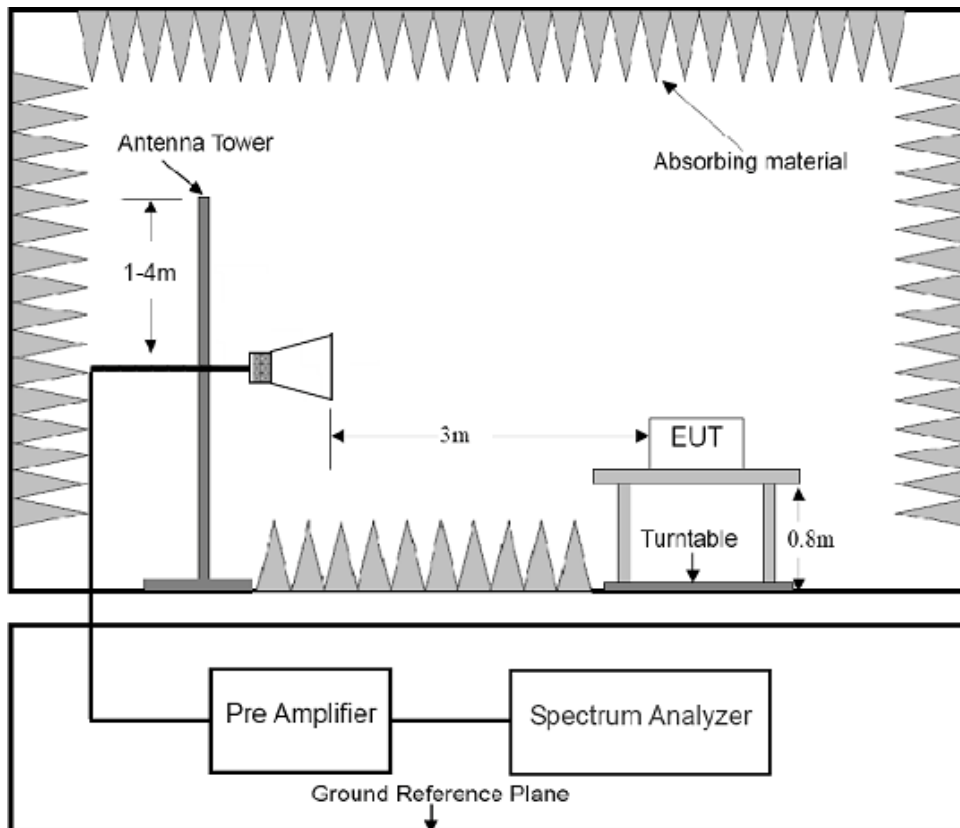 Antenna Tower
Absorbing material
1-4m
3m
EUT
Turntable
0.8m
Pre Amplifier
Spectrum Analyzer
Ground Reference Plane